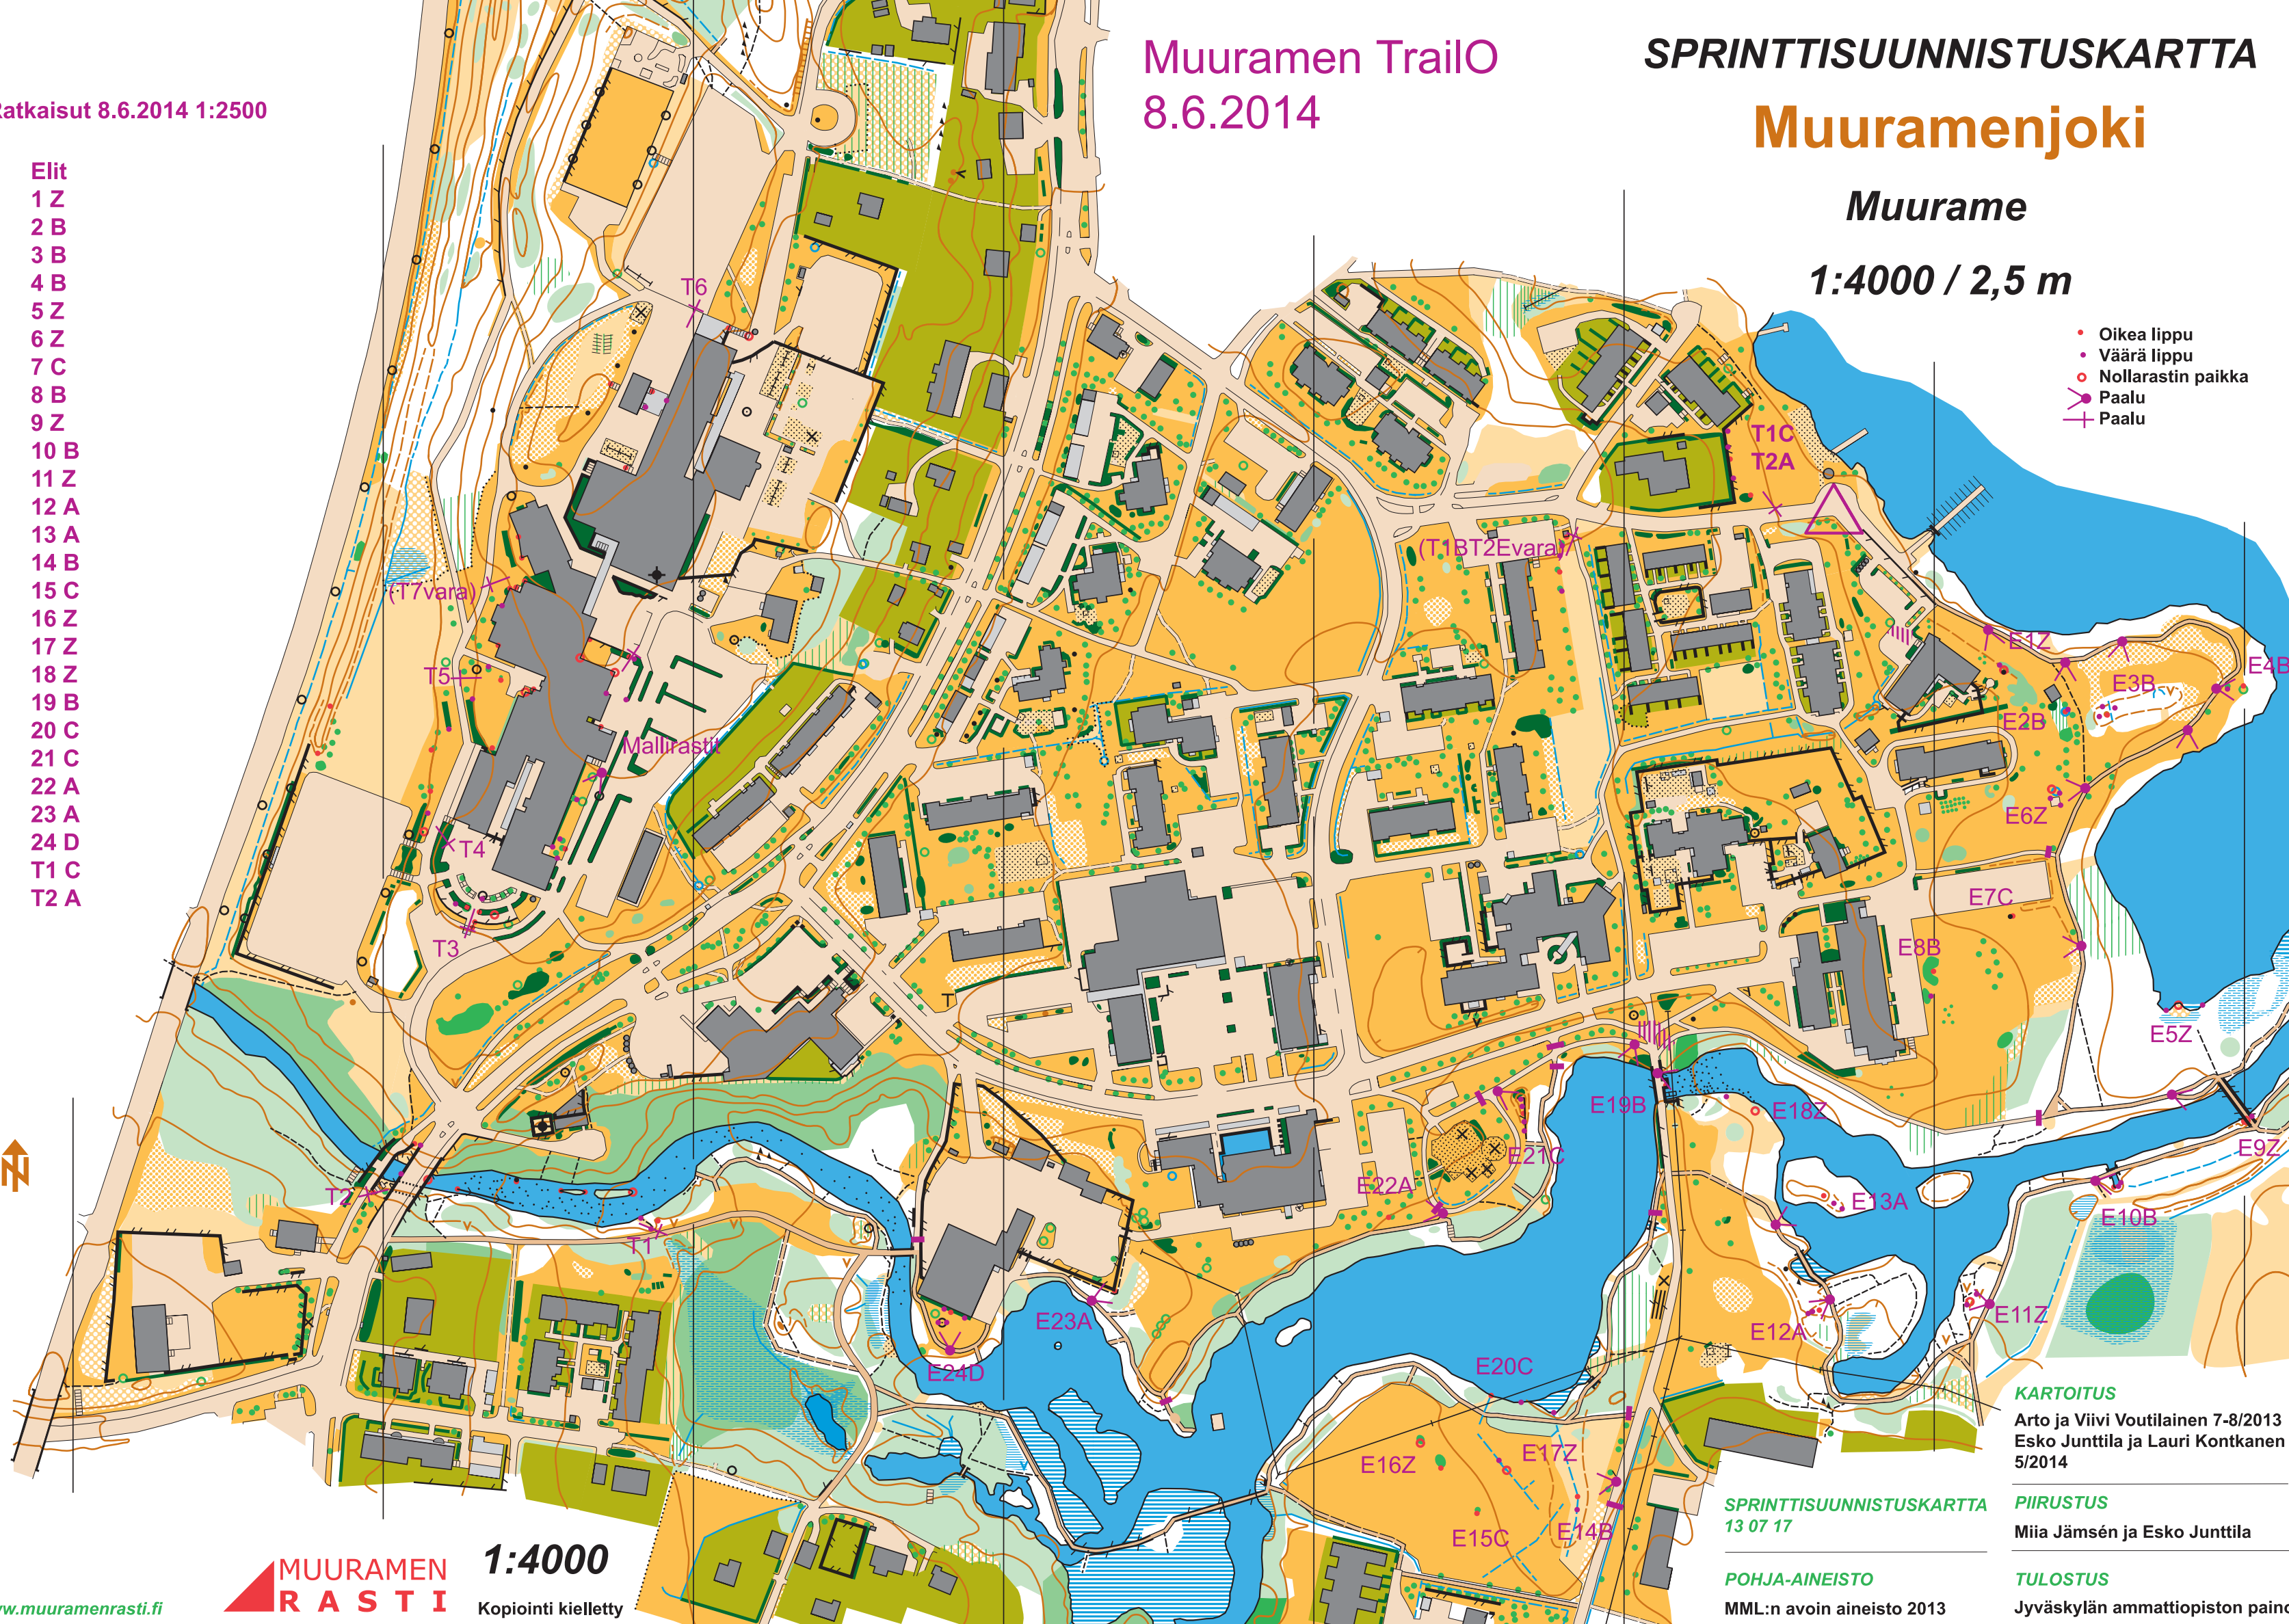 Muuramen TrailO
8.6.2014
SPRINTTISUUNNISTUSKARTTA
Muuramenjoki
Muurame
1:4000 / 2,5 m
Oikea lippu
Väärä lippu
Nollarastin paikka
Paalu
Paalu
Ratkaisut 8.6.2014 1:2500
Elit
1 Z
2 B
3 B
4 B
5 Z
6 Z
7 C
8 B
9 Z
10 B
11 Z
12 A
13 A
14 B
15 C
16 Z
17 Z
18 Z
19 B
20 C
21 C
22 A
23 A
24 D
T1 C
T2 A
T6
T1C
T2A
(T1BT2Evara)
(T7vara)
T5
Mallirastit
T4
T3
T2
T1
E1Z
E2B
E3B
E4B
E6Z
E7C
E8B
E5Z
E9Z
E10B
E11Z
E12A
E13A
E18Z
E19B
E21C
E22A
E23A
E24D
E20C
E16Z
E17Z
E15C
E14B
N
KARTOITUS
Arto ja Viivi Voutilainen 7-8/2013
Esko Junttila ja Lauri Kontkanen
5/2014
SPRINTTISUUNNISTUSKARTTA
13 07 17
PIIRUSTUS
Miia Jämsén ja Esko Junttila
POHJA-AINEISTO
MML:n avoin aineisto 2013
TULOSTUS
Jyväskylän ammattiopiston paino
MUURAMEN
RASTI
1:4000
Kopiointi kielletty
www.muuramenrasti.fi